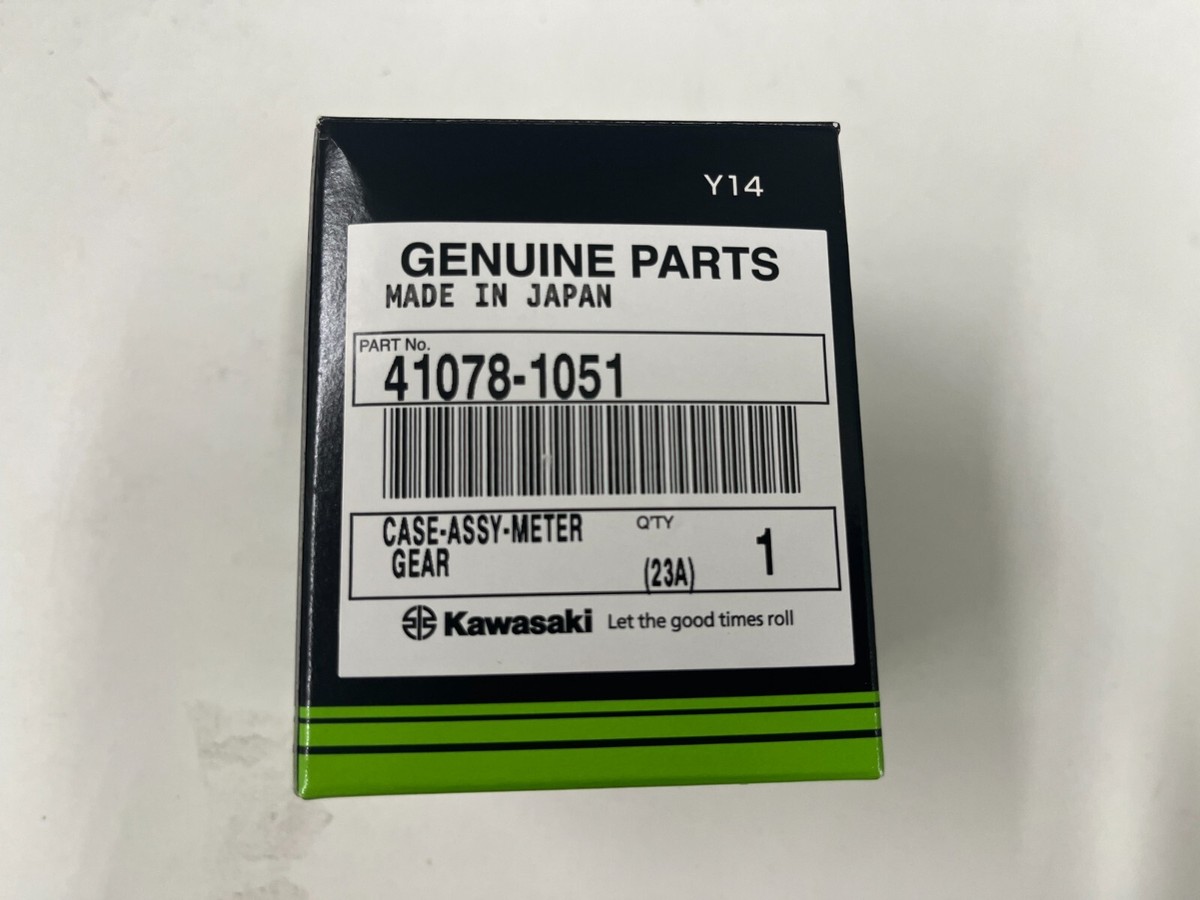 Y14
GENUINE PARTS
MADE IN JAPAN
PART No.
41078-1051
CASE-ASSY-METER
GEAR
Q'TY
(23A)
1
Kawasaki Let the good times roll